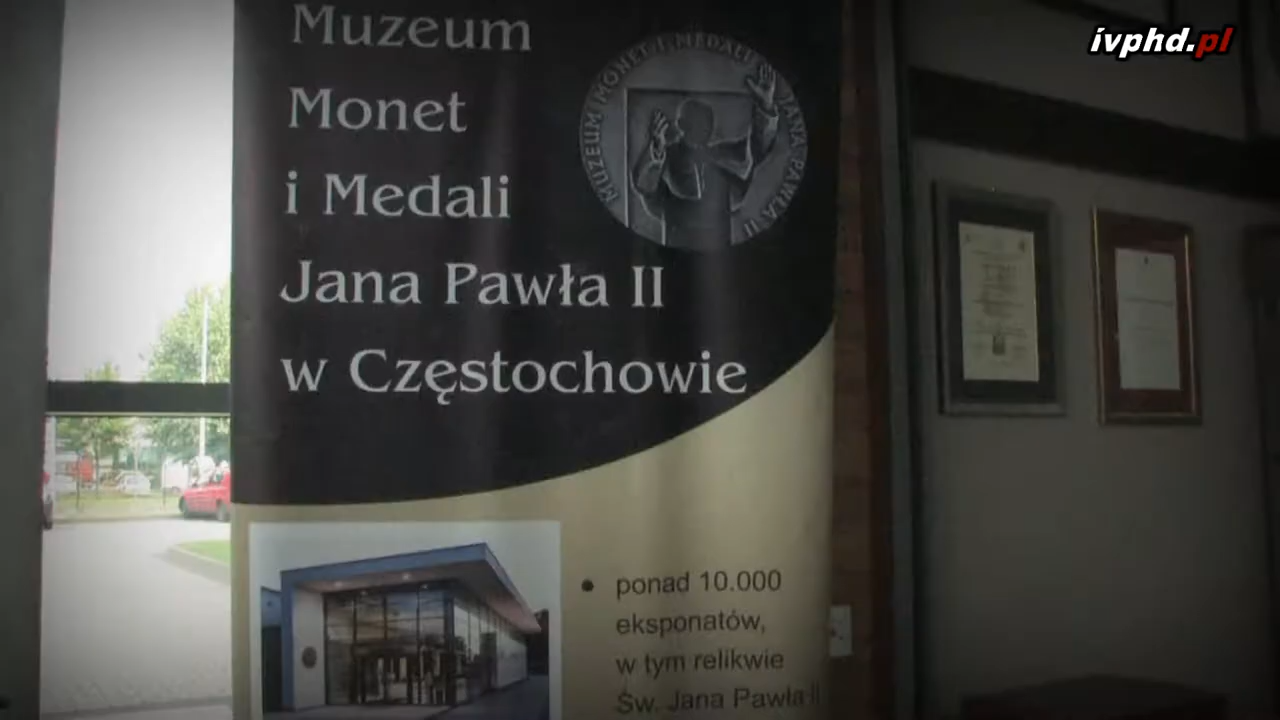 ivphd.pl
Muzeum
Monet
i Medali
Jana Pawła II
w Częstochowie
MUZEUM MONET I MEDALI JANA PAWŁA II
ponad 10.000
eksponatów,
w tym relikwie
Św. Jana Pawła II